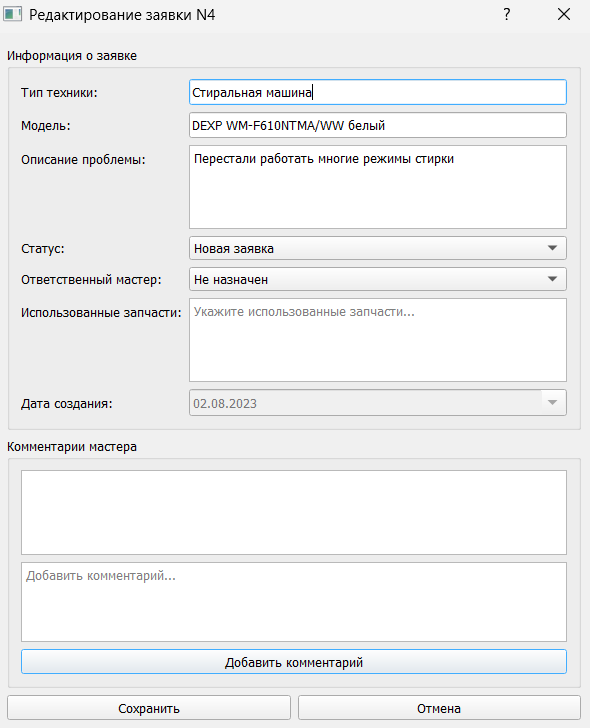 Редактирование заявки N4
?
Информация о заявке
Тип техники:
Стиральная машина
Модель:
DEXP WM-F610NTMA/WW белый
Описание проблемы:
Перестали работать многие режимы стирки
Статус:
Новая заявка
Ответственный мастер:
Не назначен
Использованные запчасти:
Укажите использованные запчасти...
Дата создания:
02.08.2023
Комментарии мастера
Добавить комментарий...
Добавить комментарий
Сохранить
Отмена